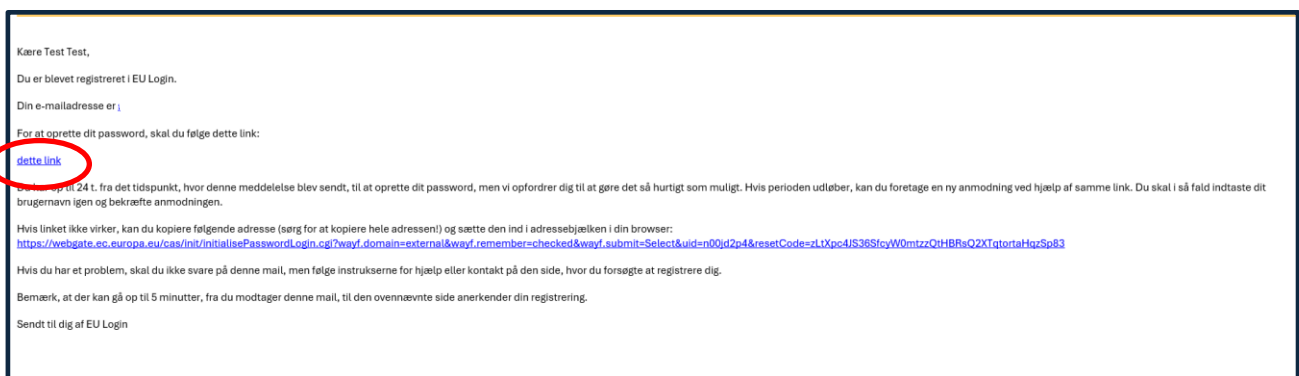 Kære Test Test,
Du er blevet registreret i EU Login.
Din e-mailadresse er :
For at oprette dit password, skal du følge dette link:
dette link
Du har op til 24 t. fra det tidspunkt, hvor denne meddelelse blev sendt, til at oprette dit password, men vi opfordrer dig til at gøre det så hurtigt som muligt. Hvis perioden udløber, kan du foretage en ny anmodning ved hjælp af samme link. Du skal i så fald indtaste dit
brugernavn igen og bekræfte anmodningen.
Hvis linket ikke virker, kan du kopiere følgende adresse (sørg for at kopiere hele adressen!) og sætte den ind i adressebjælken i din browser:
https://webgate.ec.europa.eu/cas/init/initialisePasswordLogin.cgi?wayf.domain=external&wayf.remember=checked&wayf.submit=Select&uid=n00jd2p4&resetCode=zLtXpc4JS36SfcyW0mtzzQtHBRsQ2XTqtortaHqzSp83
Hvis du har et problem, skal du ikke svare på denne mail, men følge instrukserne for hjælp eller kontakt på den side, hvor du forsøgte at registrere dig.
Bemærk, at der kan gå op til 5 minutter, fra du modtager denne mail, til den ovennævnte side anerkender din registrering.
Sendt til dig af EU Login